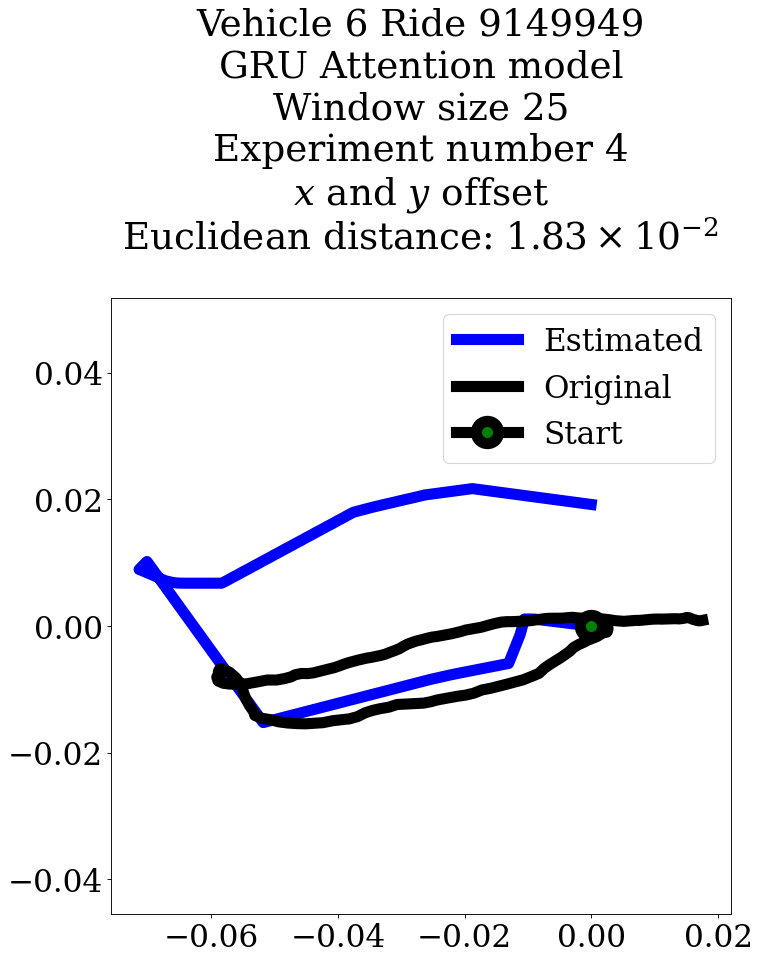 Vehicle 6 Ride 9149949
GRU Attention model
Window size 25
Experiment number 4
x and y offset
Euclidean distance: 1.83 × 10⁻²
Estimated
Original
Start
0.04
0.02
0.00
−0.02
−0.04
−0.06 −0.04 −0.02 0.00 0.02